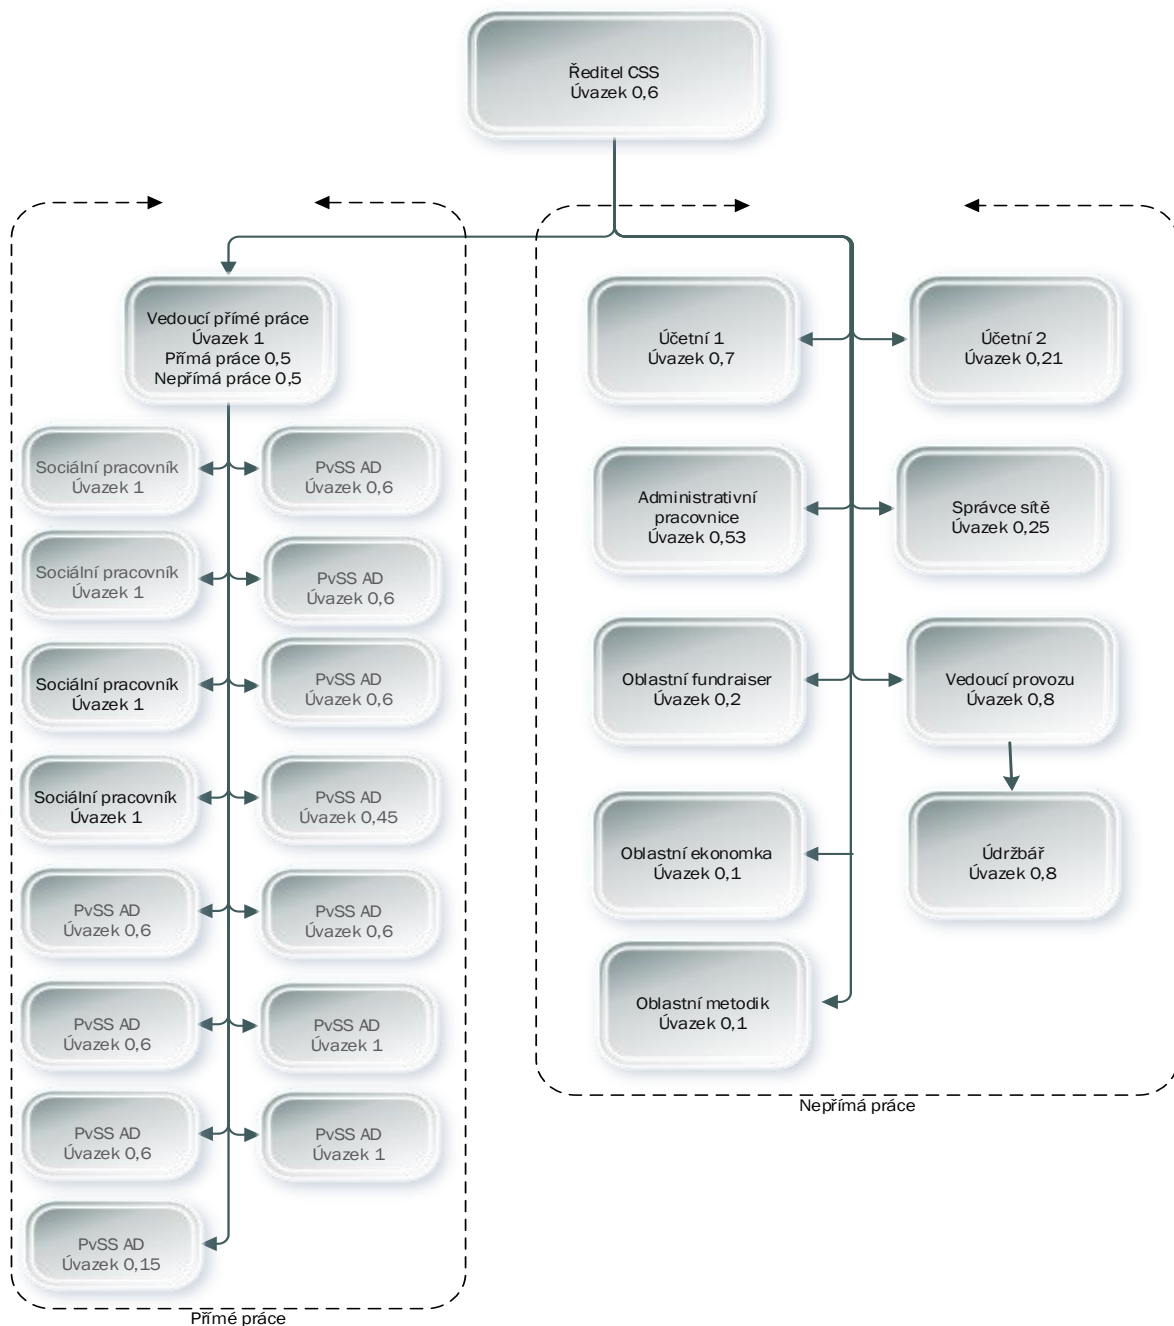 Ředitel CSS
Úvazek 0,6
Vedoucí přímé práce
Úvazek 1
Přímá práce 0,5
Nepřímá práce 0,5
Sociální pracovník
Úvazek 1
PvSS AD
Úvazek 0,6
Sociální pracovník
Úvazek 1
PvSS AD
Úvazek 0,6
Sociální pracovník
Úvazek 1
PvSS AD
Úvazek 0,6
Sociální pracovník
Úvazek 1
PvSS AD
Úvazek 0,45
PvSS AD
Úvazek 0,6
PvSS AD
Úvazek 0,6
PvSS AD
Úvazek 0,6
PvSS AD
Úvazek 1
PvSS AD
Úvazek 0,6
PvSS AD
Úvazek 1
PvSS AD
Úvazek 0,15
Přímé práce
Účetní 1
Úvazek 0,7
Účetní 2
Úvazek 0,21
Administrativní
pracovnice
Úvazek 0,53
Správce sítě
Úvazek 0,25
Oblastní fundraiser
Úvazek 0,2
Vedoucí provozu
Úvazek 0,8
Oblastní ekonomka
Úvazek 0,1
Údržbář
Úvazek 0,8
Oblastní metodik
Úvazek 0,1
Nepřímá práce